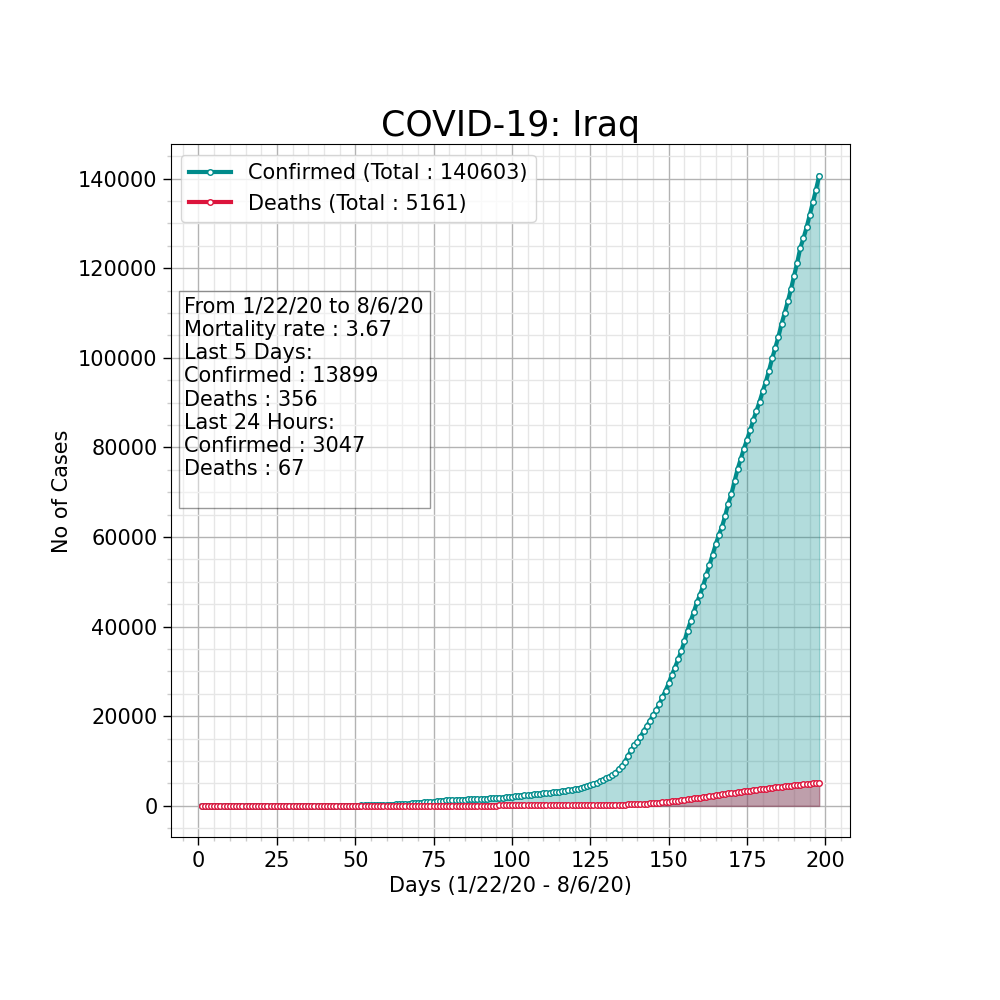 COVID-19: Iraq
Confirmed (Total : 140603)
Deaths (Total : 5161)
From 1/22/20 to 8/6/20
Mortality rate : 3.67
Last 5 Days:
Confirmed : 13899
Deaths : 356
Last 24 Hours:
Confirmed : 3047
Deaths : 67
No of Cases
140000
120000
100000
80000
60000
40000
20000
0
0 25 50 75 100 125 150 175 200
Days (1/22/20 - 8/6/20)